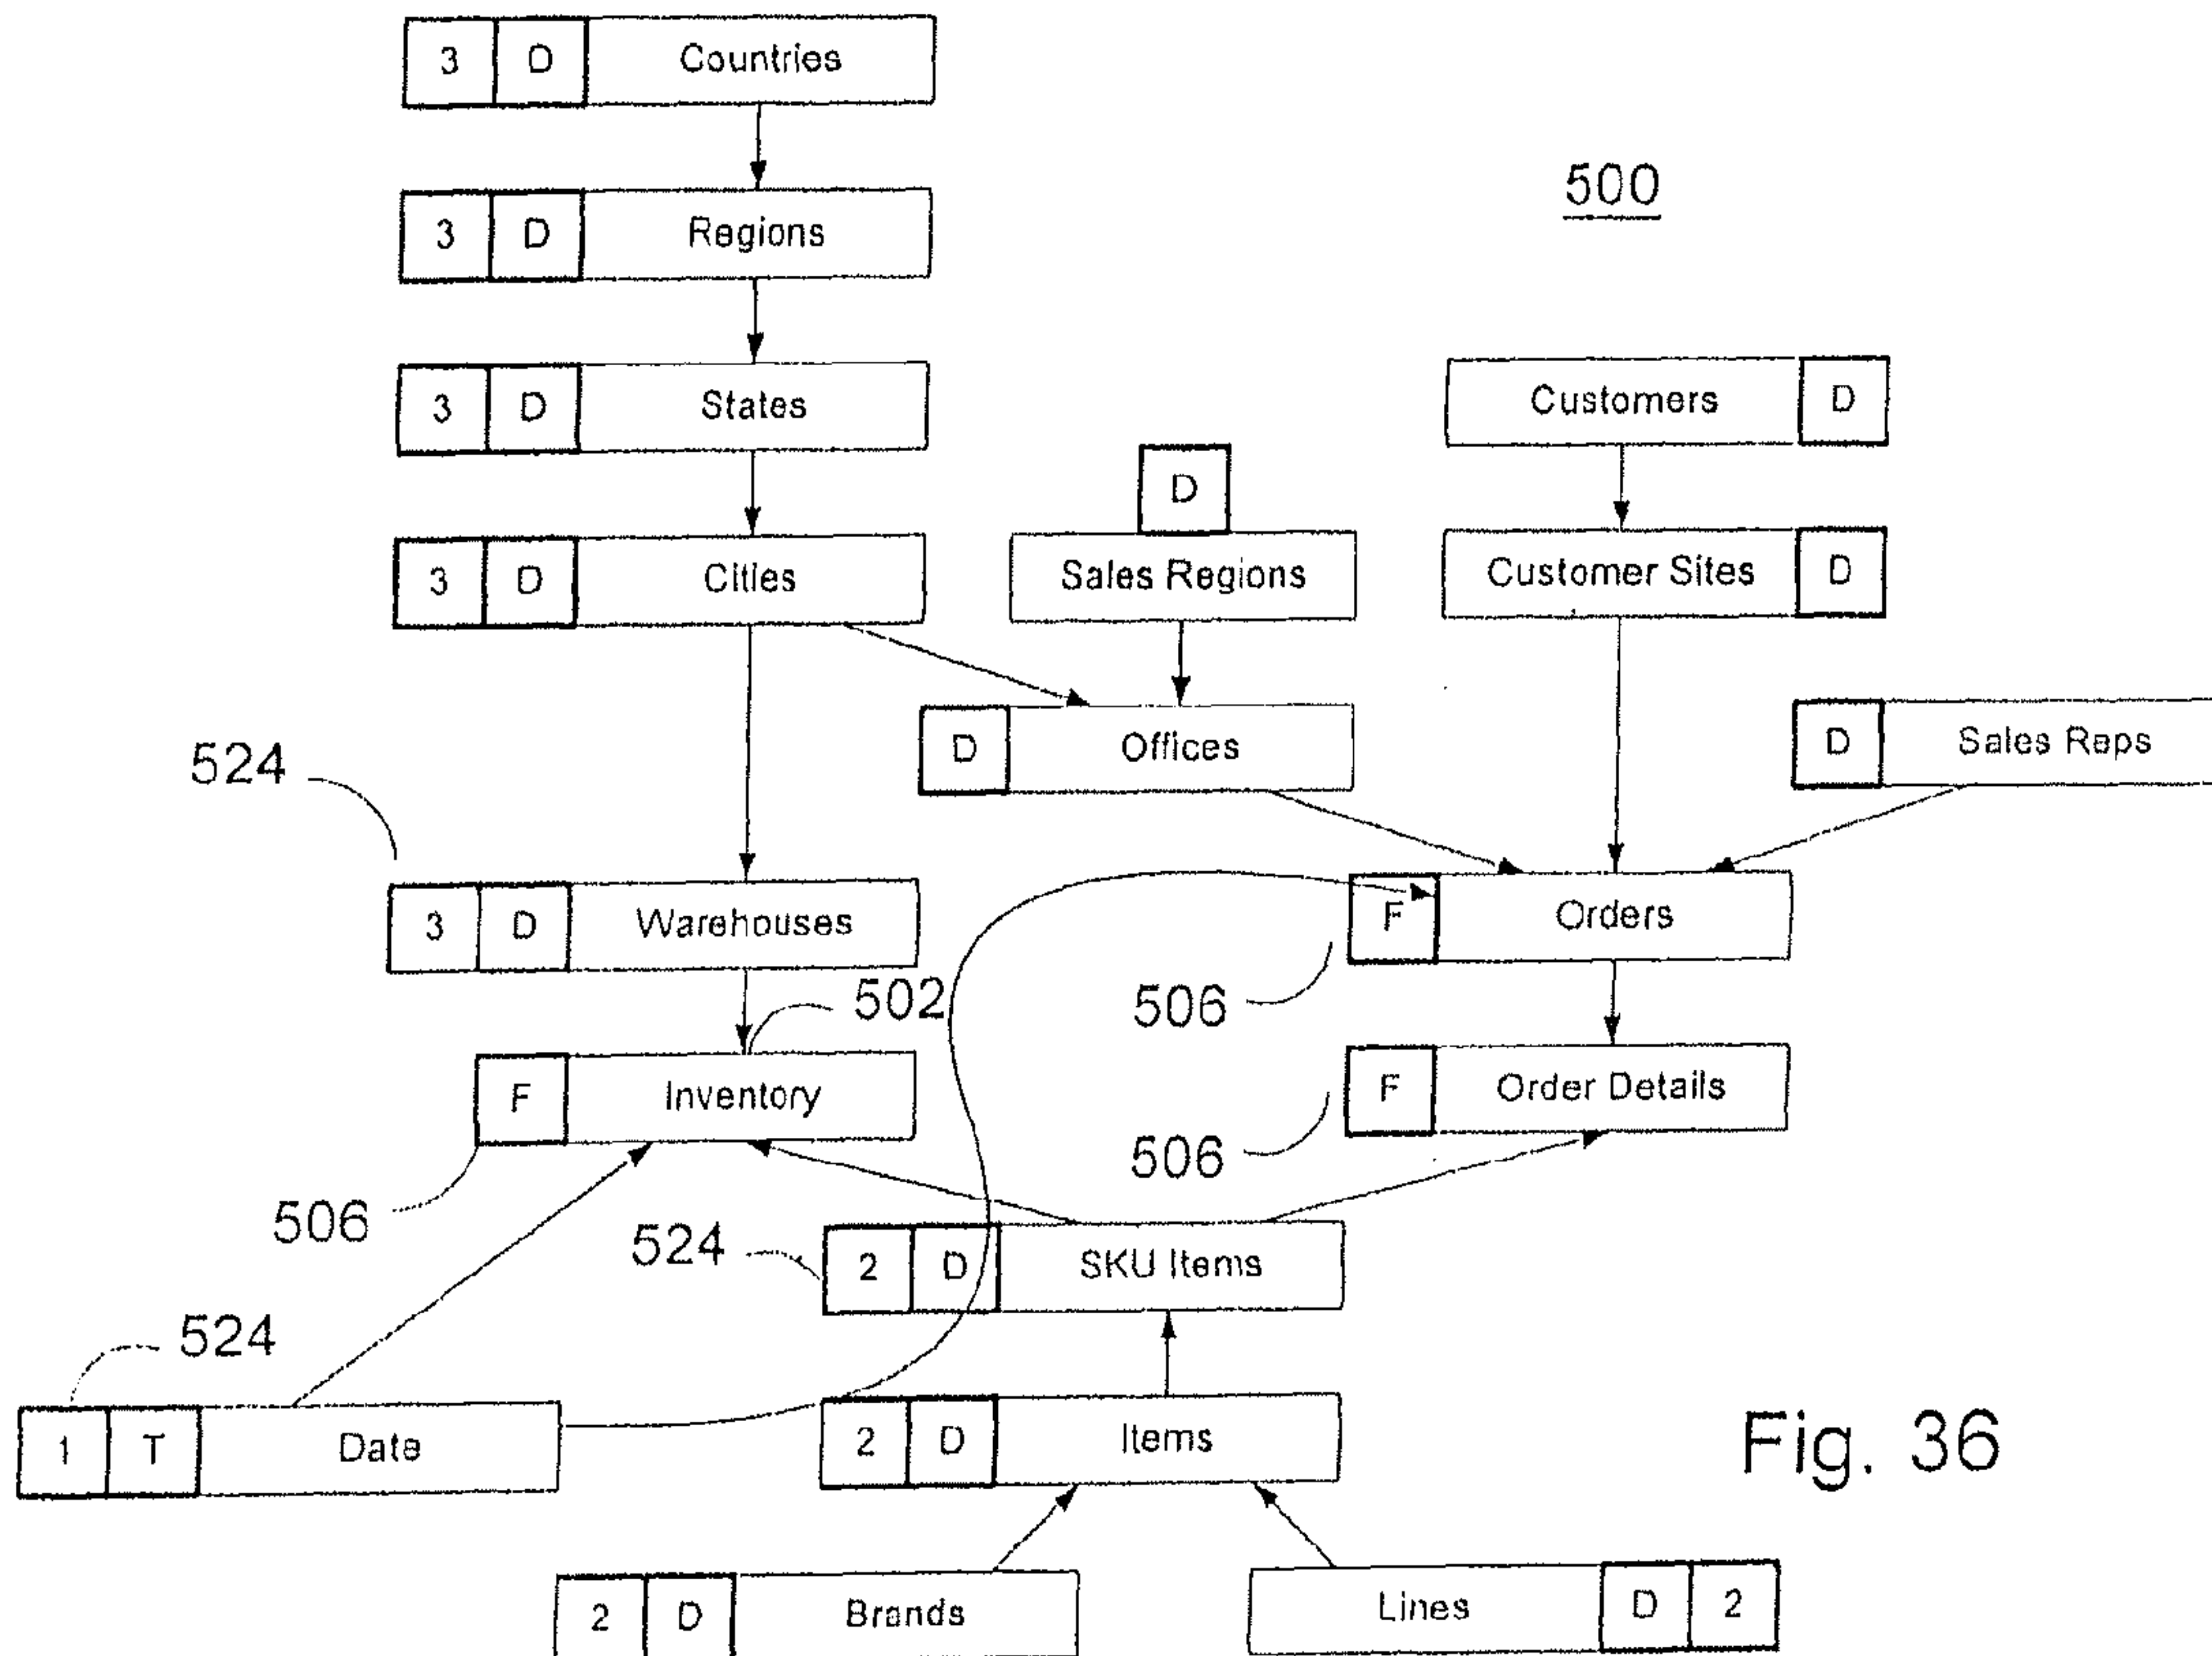 3 D Countries
500
3 D Regions
3 D States
Customers D
D
3 D Cities
Sales Regions
Customer Sites D
524
D Offices
D Sales Reps
3 D Warehouses
F Orders
502
506
F Inventory
F Order Details
506
506
524
2 D SKU Items
524
1 T Date
2 D Items
Fig. 36
2 D Brands
Lines D 2